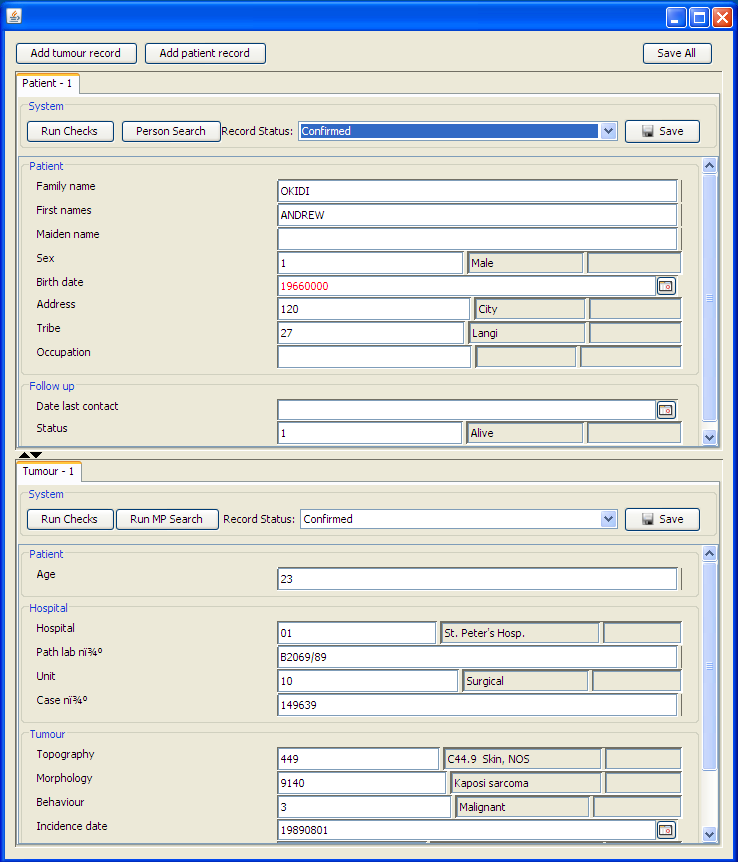 Add tumour record Add patient record Save All
Patient - 1
System
Run Checks Person Search Record Status: Confirmed Save
Patient
Family name OKIDI
First names ANDREW
Maiden name
Sex 1 Male
Birth date 19660000
Address 120 City
Tribe 27 Langi
Occupation
Follow up
Date last contact
Status 1 Alive
Tumour - 1
System
Run Checks Run MP Search Record Status: Confirmed Save
Patient
Age 23
Hospital
Hospital 01 St. Peter's Hosp.
Path lab nï¾º B2069/89
Unit 10 Surgical
Case nï¾º 149639
Tumour
Topography 449 C44.9 Skin, NOS
Morphology 9140 Kaposi sarcoma
Behaviour 3 Malignant
Incidence date 19890801